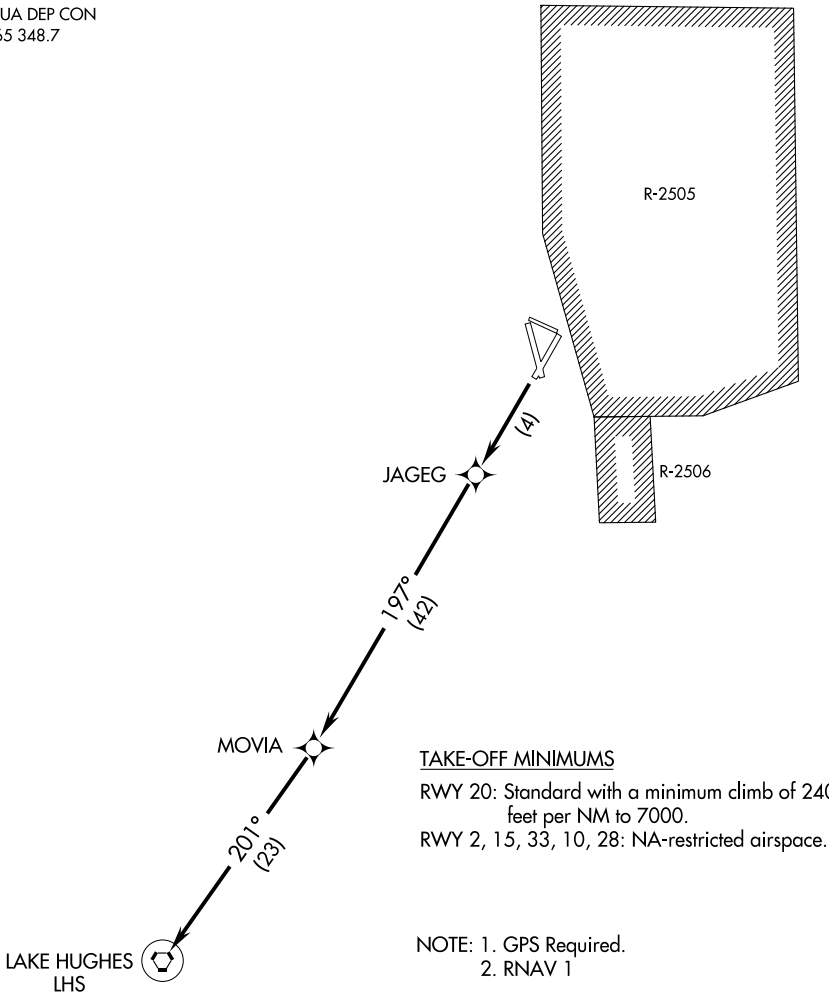 UA DEP CON
65 348.7
R-2505
(4)
JAGEG
R-2506
197°
(42)
MOVIA
TAKE-OFF MINIMUMS
RWY 20: Standard with a minimum climb of 240
feet per NM to 7000.
RWY 2, 15, 33, 10, 28: NA-restricted airspace.
201°
(23)
NOTE: 1. GPS Required.
2. RNAV 1
LAKE HUGHES
LHS